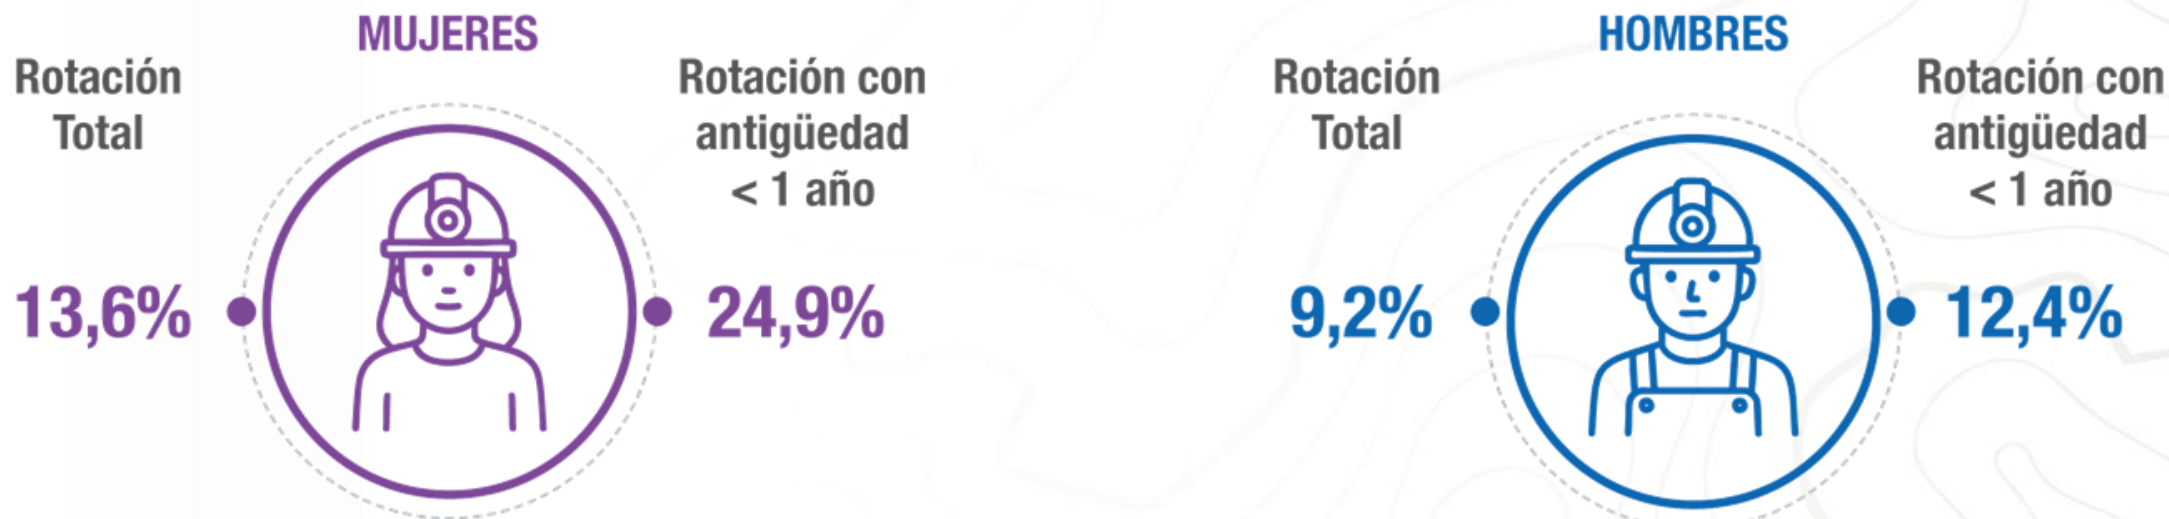 MUJERES
Rotación
Total
13,6%
Rotación con
antigüedad
< 1 año
24,9%
HOMBRES
Rotación
Total
9,2%
Rotación con
antigüedad
< 1 año
12,4%